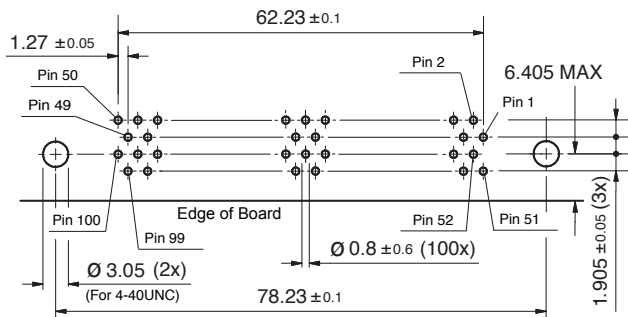 62.23 ±0.1
1.27 ±0.05
Pin 50
Pin 2
6.405 MAX
Pin 49
Pin 1
Edge of Board
Pin 100
Pin 52
Pin 51
Pin 99
Ø 0.8 ±0.6 (100x)
1.905 ±0.05 (3x)
Ø 3.05 (2x)
(For 4-40UNC)
78.23 ±0.1